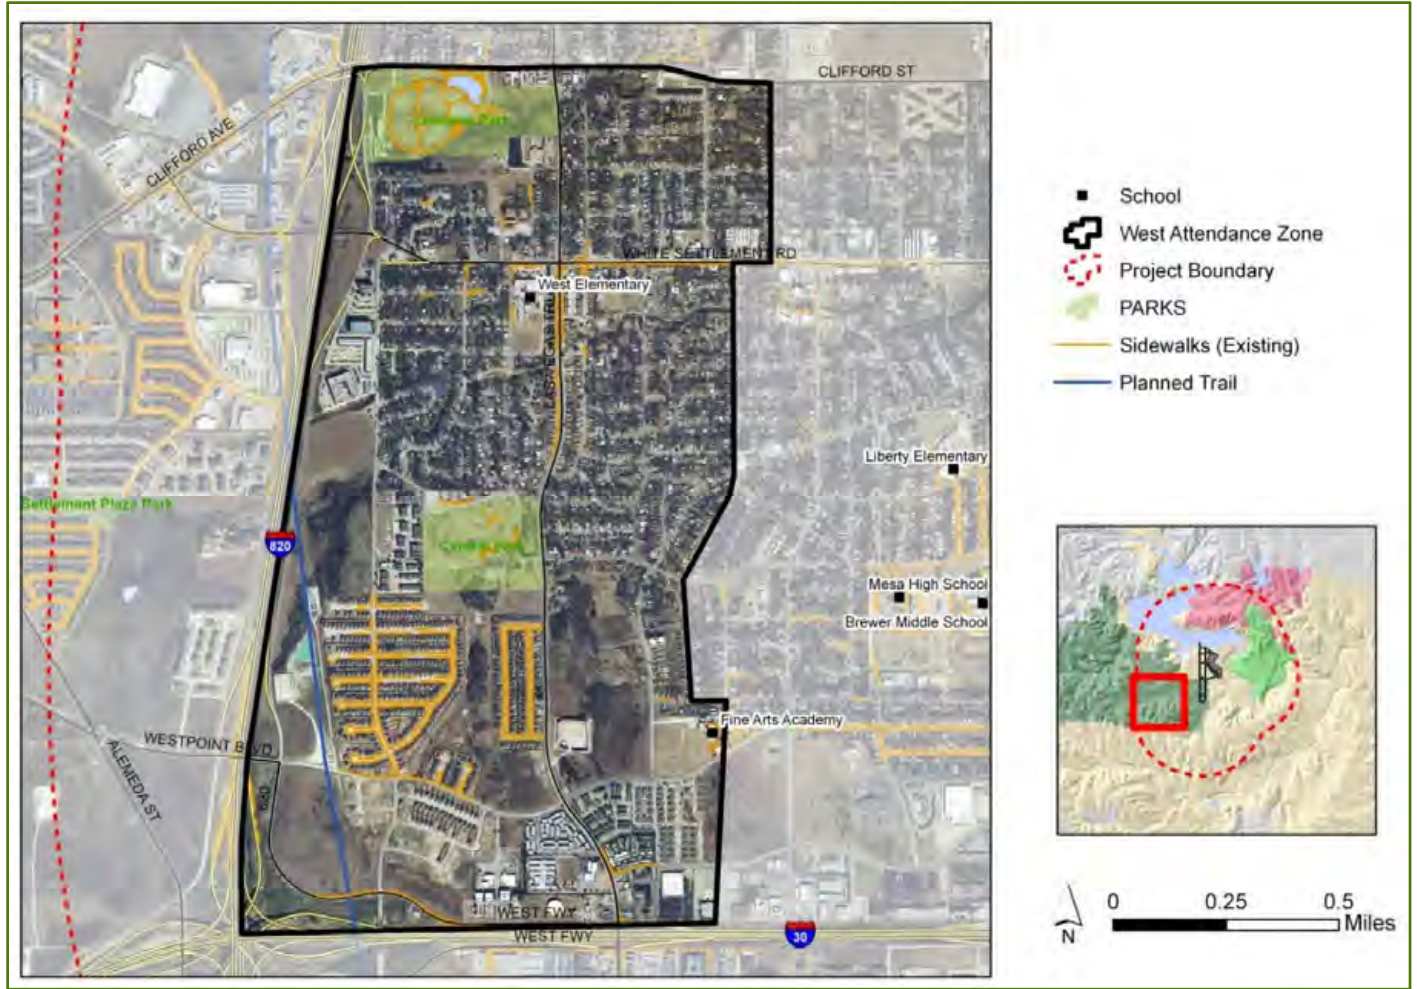 CLIFFORD ST
CLIFFORD AVE
WHITE SETTLEMENT RD
West Elementary
Liberty Elementary
Settlement Plaza Park
820
Central Park
Mesa High School
Brewer Middle School
Fine Arts Academy
WESTPOINT BLVD
ALEMEDA ST
WEST FWY
WEST FWY
30
School
West Attendance Zone
Project Boundary
PARKS
Sidewalks (Existing)
Planned Trail
N
0 0.25 0.5
Miles